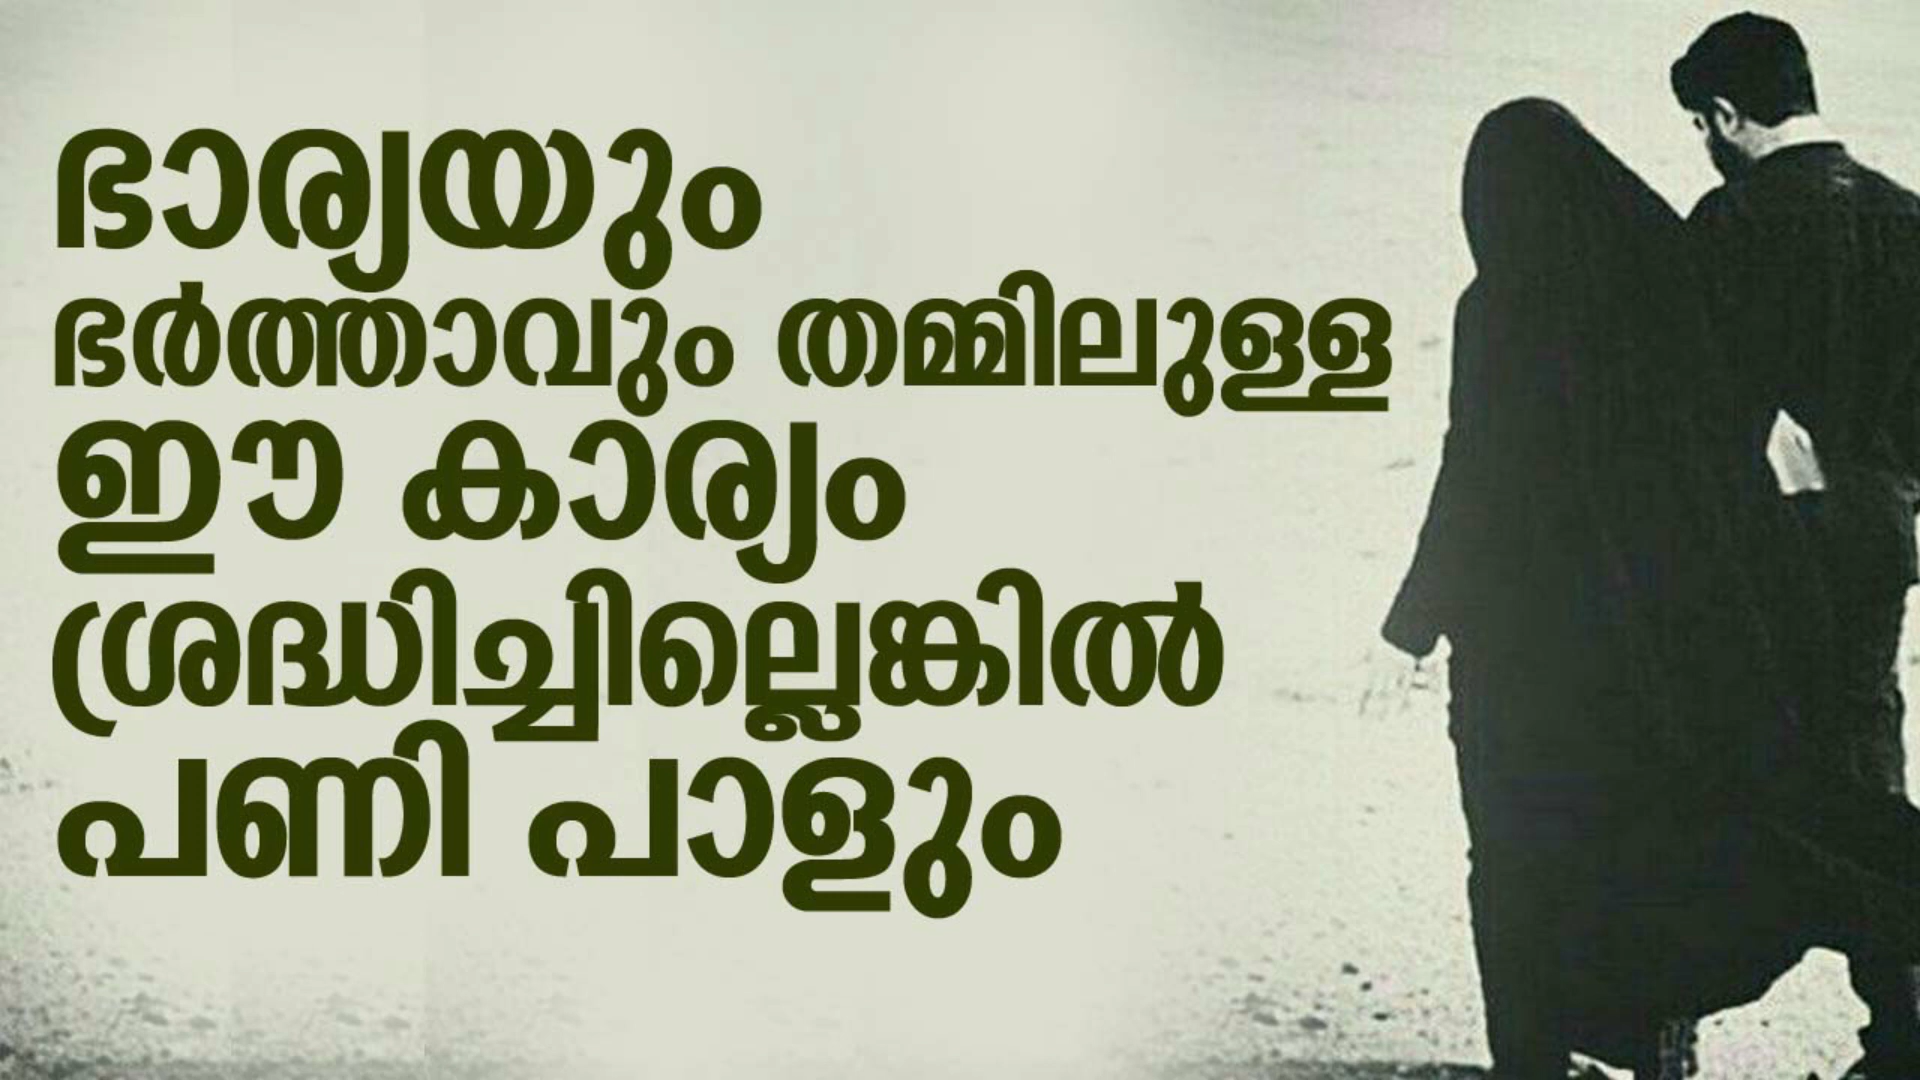 ഭാര്യയും
ഭർത്താവും തമ്മിലുള്ള
ഈ കാര്യം
ശ്രദ്ധിച്ചില്ലെങ്കിൽ
പണി പാളും